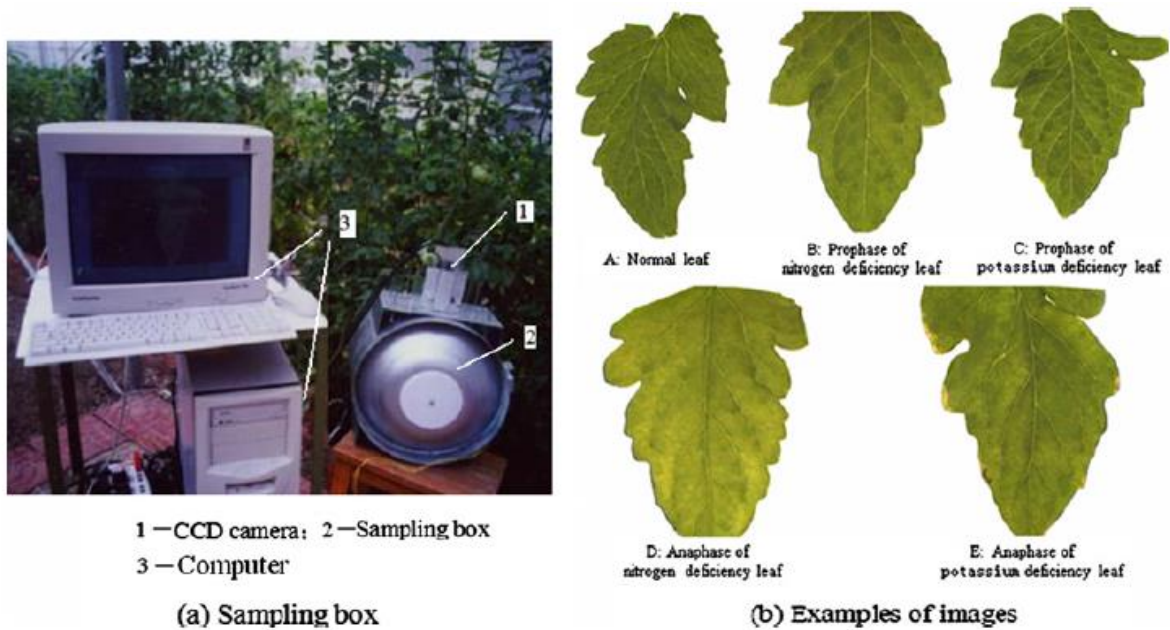 3
1
2
1—CCD camera; 2—Sampling box
3—Computer
(a) Sampling box
A: Normal leaf
B: Prophase of
nitrogen deficiency leaf
C: Prophase of
potassium deficiency leaf
D: Anaphase of
nitrogen deficiency leaf
E: Anaphase of
potassium deficiency leaf
(b) Examples of images